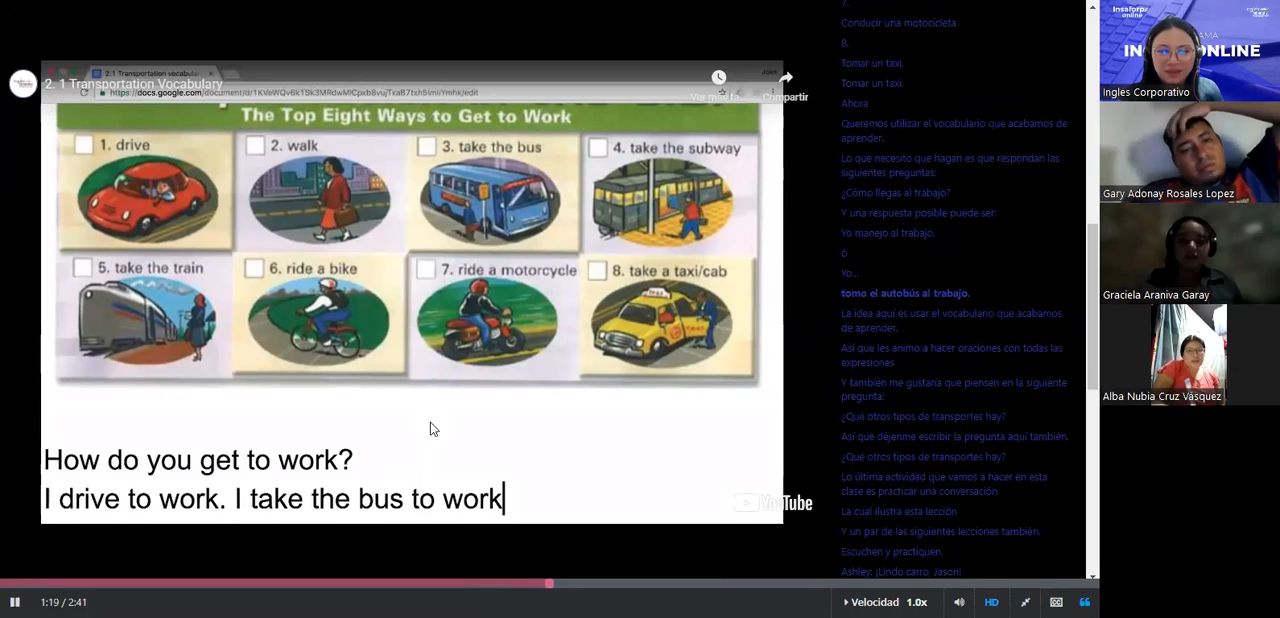 2. 1 Transportation vocabular
2. 1 Transportation Vocabulary
Ver más ta...
Compartir
The Top Eight Ways to Get to Work
1. drive
2. walk
3. take the bus
4. take the subway
5. take the train
6. ride a bike
7. ride a motorcycle
8. take a taxi/cab
TAXI
How do you get to work?
I drive to work. I take the bus to work
YouTube
1:19 / 2:41
Velocidad 1.0x
HD
7.
Conducir una motocicleta.
8.
Tomar un taxi.
Tomar un taxi.
Ahora
Queremos utilizar el vocabulario que acabamos de
aprender.
Lo que necesito que hagan es que respondan las
siguientes preguntas:
¿Cómo llegas al trabajo?
Y una respuesta posible puede ser:
Yo manejo al trabajo.
ó
Yo...
tomo el autobús al trabajo.
La idea aquí es usar el vocabulario que acabamos
de aprender.
Así que les animo a hacer oraciones con todas las
expresiones
Y también me gustaría que piensen en la siguiente
pregunta:
¿Qué otros tipos de transportes hay?
Así que déjenme escribir la pregunta aquí también.
¿Qué otros tipos de transportes hay?
Lo última actividad que vamos a hacer en esta
clase es practicar una conversación
La cual ilustra esta lección
Y un par de las siguientes lecciones también.
Escuchen y practiquen.
Ashley: ¡Lindo carro, Jason!
Insaforp
online
Ingles Corporativo
Gary Adonay Rosales Lopez
Graciela Araniva Garay
Alba Nubia Cruz Vásquez